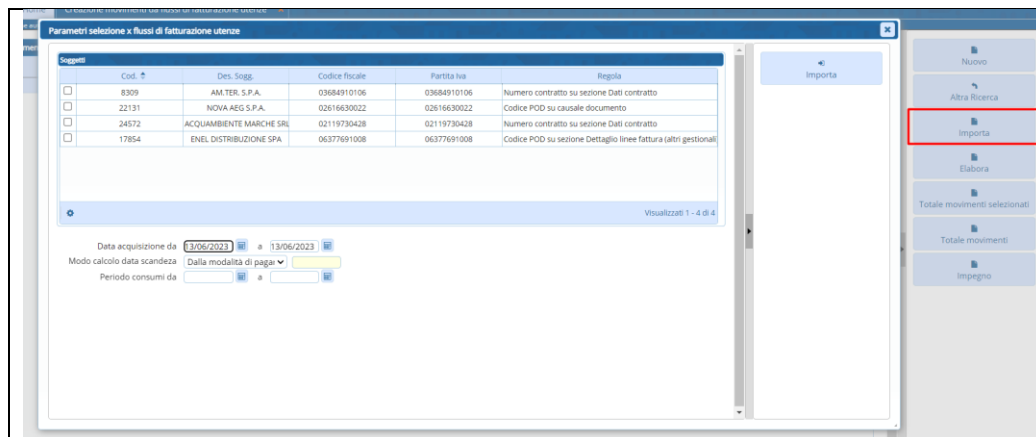 Creazione movimenti da flussi di fatturazione utenze
Parametri selezione x flussi di fatturazione utenze
Soggetti
Cod. Des. Sogg. Codice fiscale Partita Iva Regola
8309 AM.TER. S.P.A. 03684910106 03684910106 Numero contratto su sezione Dati contratto
22131 NOVA AEG S.P.A. 02616630022 02616630022 Codice POD su causale documento
24572 ACQUAMBIENTE MARCHE SRL 02119730428 02119730428 Numero contratto su sezione Dati contratto
17854 ENEL DISTRIBUZIONE SPA 06377691008 06377691008 Codice POD su sezione Dettaglio linee fattura (altri gestionali)
Visualizzati 1 - 4 di 4
Data acquisizione da 13/06/2023 a 13/06/2023
Modo calcolo data scandeza Dalla modalità di pagar
Periodo consumi da a
Importa
Nuovo
Altra Ricerca
Importa
Elabora
Totale movimenti selezionati
Totale movimenti
Impegno